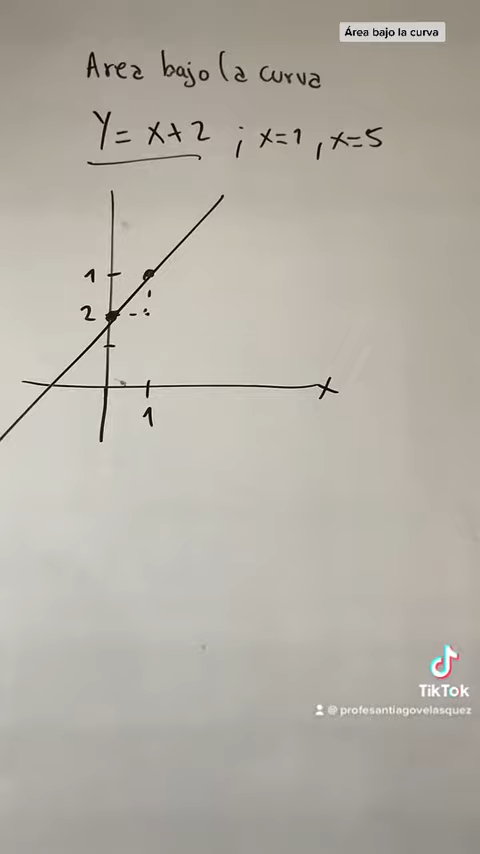 Área bajo la curva
Area bajo la curva
Y = x+2 ; x=1 , x=5
1
2
x
1
TikTok
@profesantiagovelasquez